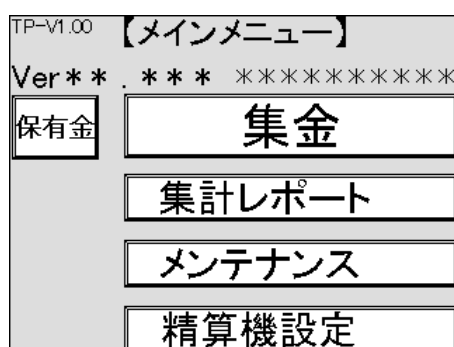 TP-V1.00 【メインメニュー】
Ver**.*** **********
保有金 集金
集計レポート
メンテナンス
精算機設定